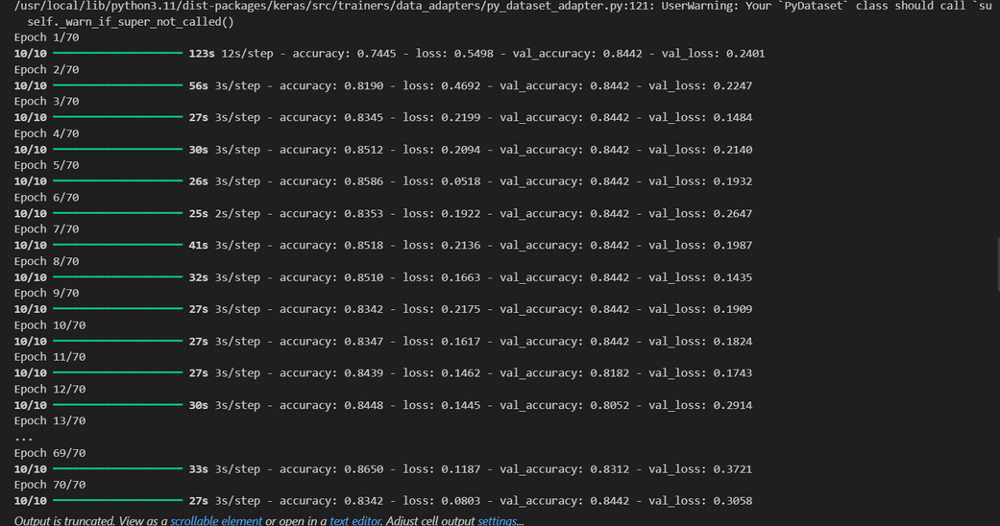 /usr/local/lib/python3.11/dist-packages/keras/src/trainers/data_adapters/py_dataset_adapter.py:121: UserWarning: Your `PyDataset` class should call `su
self._warn_if_super_not_called()
Epoch 1/70
10/10 123s 12s/step - accuracy: 0.7445 - loss: 0.5498 - val_accuracy: 0.8442 - val_loss: 0.2401
Epoch 2/70
10/10 56s 3s/step - accuracy: 0.8190 - loss: 0.4692 - val_accuracy: 0.8442 - val_loss: 0.2247
Epoch 3/70
10/10 27s 3s/step - accuracy: 0.8345 - loss: 0.2199 - val_accuracy: 0.8442 - val_loss: 0.1484
Epoch 4/70
10/10 30s 3s/step - accuracy: 0.8512 - loss: 0.2094 - val_accuracy: 0.8442 - val_loss: 0.2140
Epoch 5/70
10/10 26s 3s/step - accuracy: 0.8586 - loss: 0.0518 - val_accuracy: 0.8442 - val_loss: 0.1932
Epoch 6/70
10/10 25s 2s/step - accuracy: 0.8353 - loss: 0.1922 - val_accuracy: 0.8442 - val_loss: 0.2647
Epoch 7/70
10/10 41s 3s/step - accuracy: 0.8518 - loss: 0.2136 - val_accuracy: 0.8442 - val_loss: 0.1987
Epoch 8/70
10/10 32s 3s/step - accuracy: 0.8510 - loss: 0.1663 - val_accuracy: 0.8442 - val_loss: 0.1435
Epoch 9/70
10/10 27s 3s/step - accuracy: 0.8342 - loss: 0.2175 - val_accuracy: 0.8442 - val_loss: 0.1909
Epoch 10/70
10/10 27s 3s/step - accuracy: 0.8347 - loss: 0.1617 - val_accuracy: 0.8442 - val_loss: 0.1824
Epoch 11/70
10/10 27s 3s/step - accuracy: 0.8439 - loss: 0.1462 - val_accuracy: 0.8182 - val_loss: 0.1743
Epoch 12/70
10/10 30s 3s/step - accuracy: 0.8448 - loss: 0.1445 - val_accuracy: 0.8052 - val_loss: 0.2914
Epoch 13/70
...
Epoch 69/70
10/10 33s 3s/step - accuracy: 0.8650 - loss: 0.1187 - val_accuracy: 0.8312 - val_loss: 0.3721
Epoch 70/70
10/10 27s 3s/step - accuracy: 0.8342 - loss: 0.0803 - val_accuracy: 0.8442 - val_loss: 0.3058
Output is truncated. View as a scrollable element or open in a text editor. Adjust cell output settings...